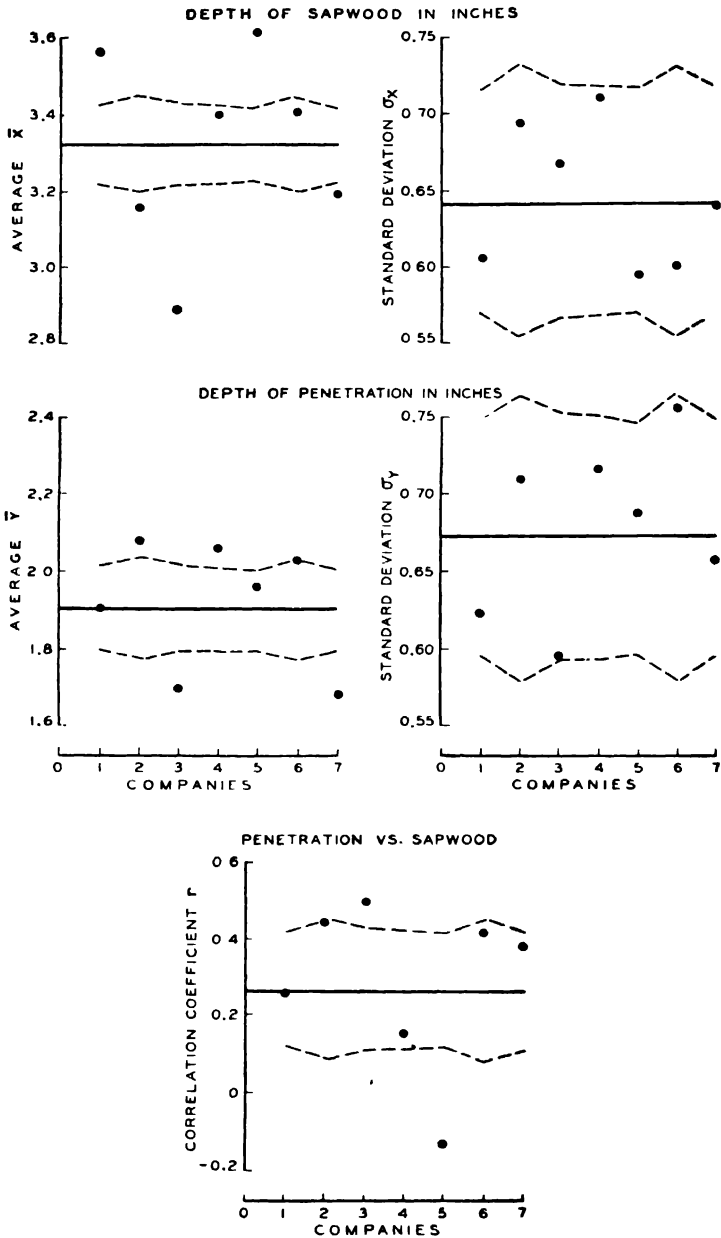 DEPTH OF SAPWOOD IN INCHES
AVERAGE X̄
3.6
3.4
3.2
3.0
2.8
STANDARD DEVIATION σX
0.75
0.70
0.65
0 60
0 55
DEPTH OF PENETRATION IN INCHES
AVERAGE Ȳ
2.4
2.2
2.0
1.8
1.6
0 1 2 3 4 5 6 7
COMPANIES
STANDARD DEVIATION σY
0.75
0.70
0.65
0.60
0.55
0 1 2 3 4 5 6 7
COMPANIES
PENETRATION VS. SAPWOOD
CORRELATION COEFFICIENT r
0 6
0 4
0.2
0
-0.2
0 1 2 3 4 5 6 7
COMPANIES